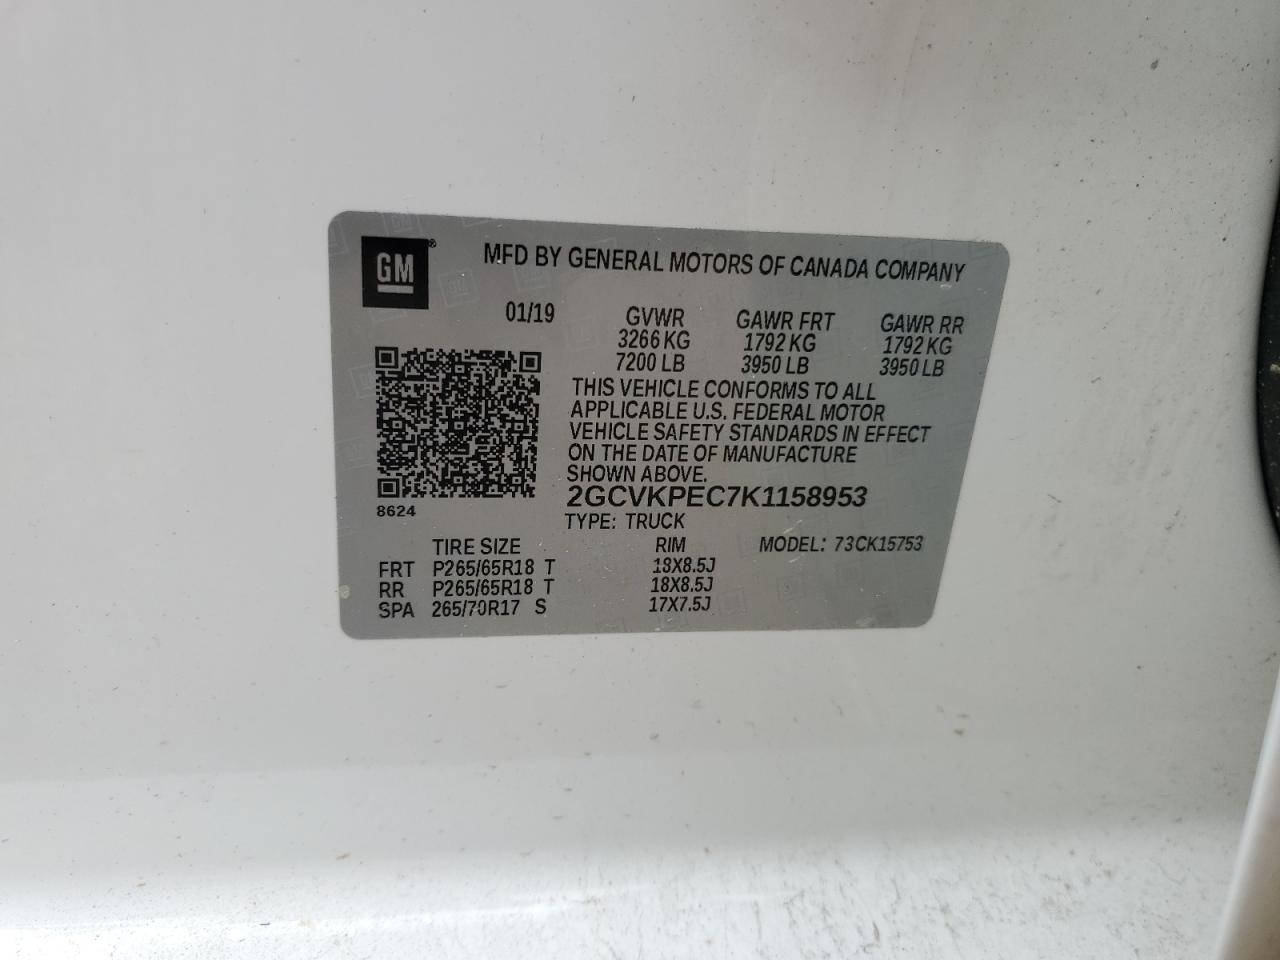 GM®
MFD BY GENERAL MOTORS OF CANADA COMPANY
01/19 GVWR GAWR FRT GAWR RR
3266 KG 1792 KG 1792 KG
7200 LB 3950 LB 3950 LB
THIS VEHICLE CONFORMS TO ALL
APPLICABLE U.S. FEDERAL MOTOR
VEHICLE SAFETY STANDARDS IN EFFECT
ON THE DATE OF MANUFACTURE
SHOWN ABOVE.
2GCVKPEC7K1158953
8624
TYPE: TRUCK
TIRE SIZE RIM MODEL: 73CK15753
FRT P265/65R18 T 18X8.5J
RR P265/65R18 T 18X8.5J
SPA 265/70R17 S 17X7.5J